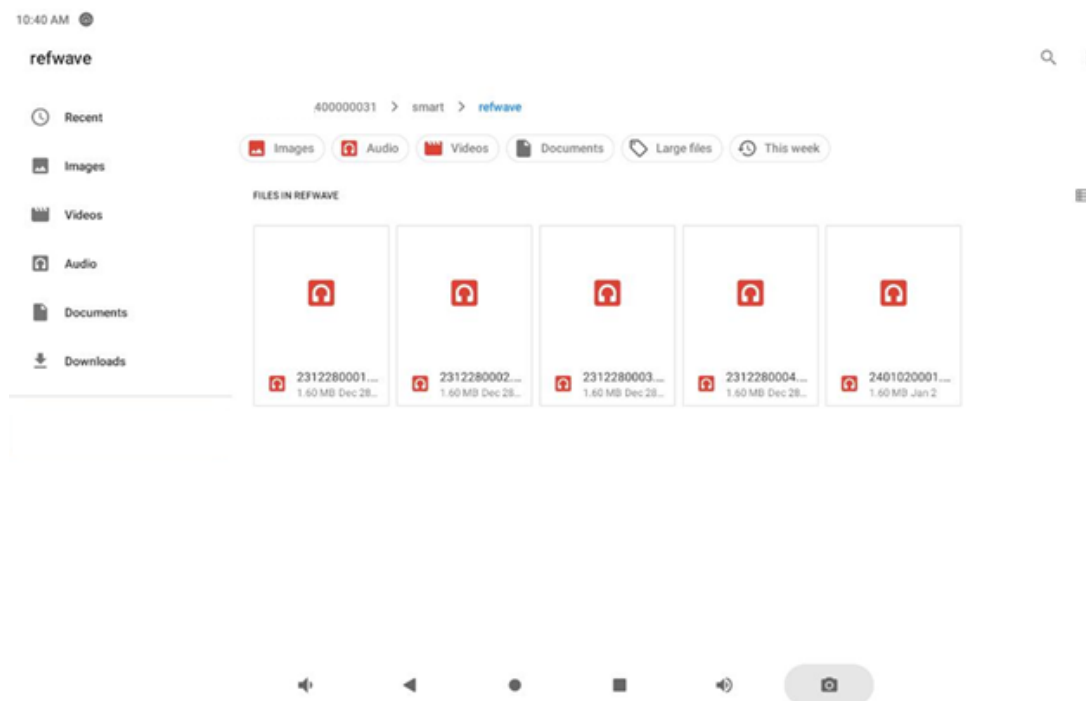 10:40 AM
refwave
Recent
Images
Videos
Audio
Documents
Downloads
400000031 > smart > refwave
Images Audio Videos Documents Large files This week
FILES IN REFWAVE
2312280001....
1.60 MB Dec 28...
2312280002....
1.60 MB Dec 28...
2312280003....
1.60 MB Dec 28...
2312280004....
1.60 MB Dec 28...
2401020001....
1.60 MB Jan 2